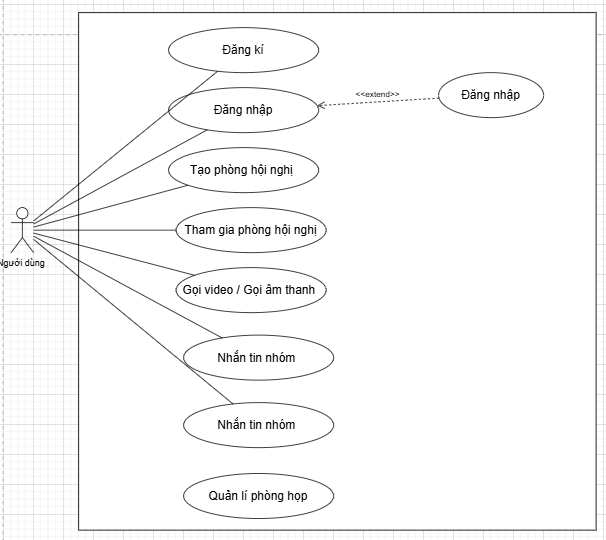 Đăng kí
Đăng nhập
<<extend>>
Đăng nhập
Tạo phòng hội nghị
Tham gia phòng hội nghị
Người dùng
Gọi video / Gọi âm thanh
Nhắn tin nhóm
Nhắn tin nhóm
Quản lí phòng họp